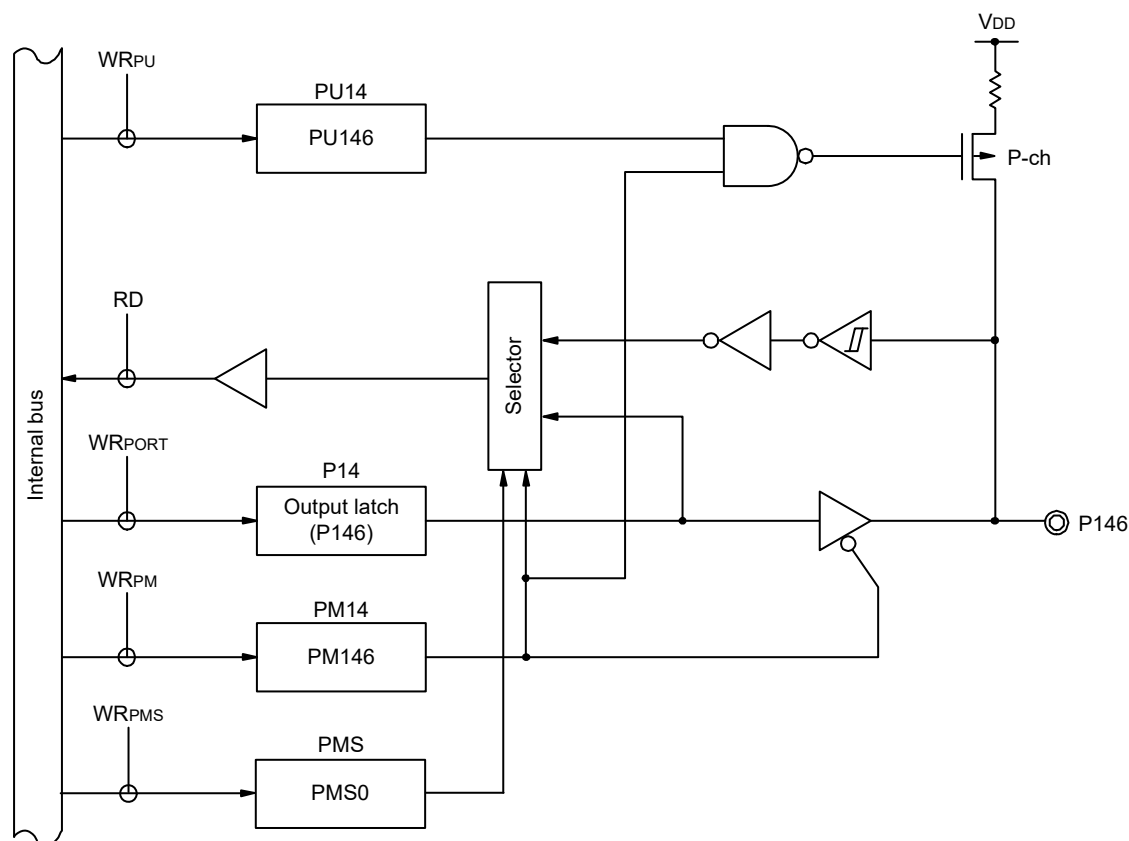 VDD
WRPU
PU14
PU146
P-ch
RD
Selector
Internal bus
WRPORT
P14
Output latch
(P146)
P146
WRPM
PM14
PM146
WRPMS
PMS
PMS0